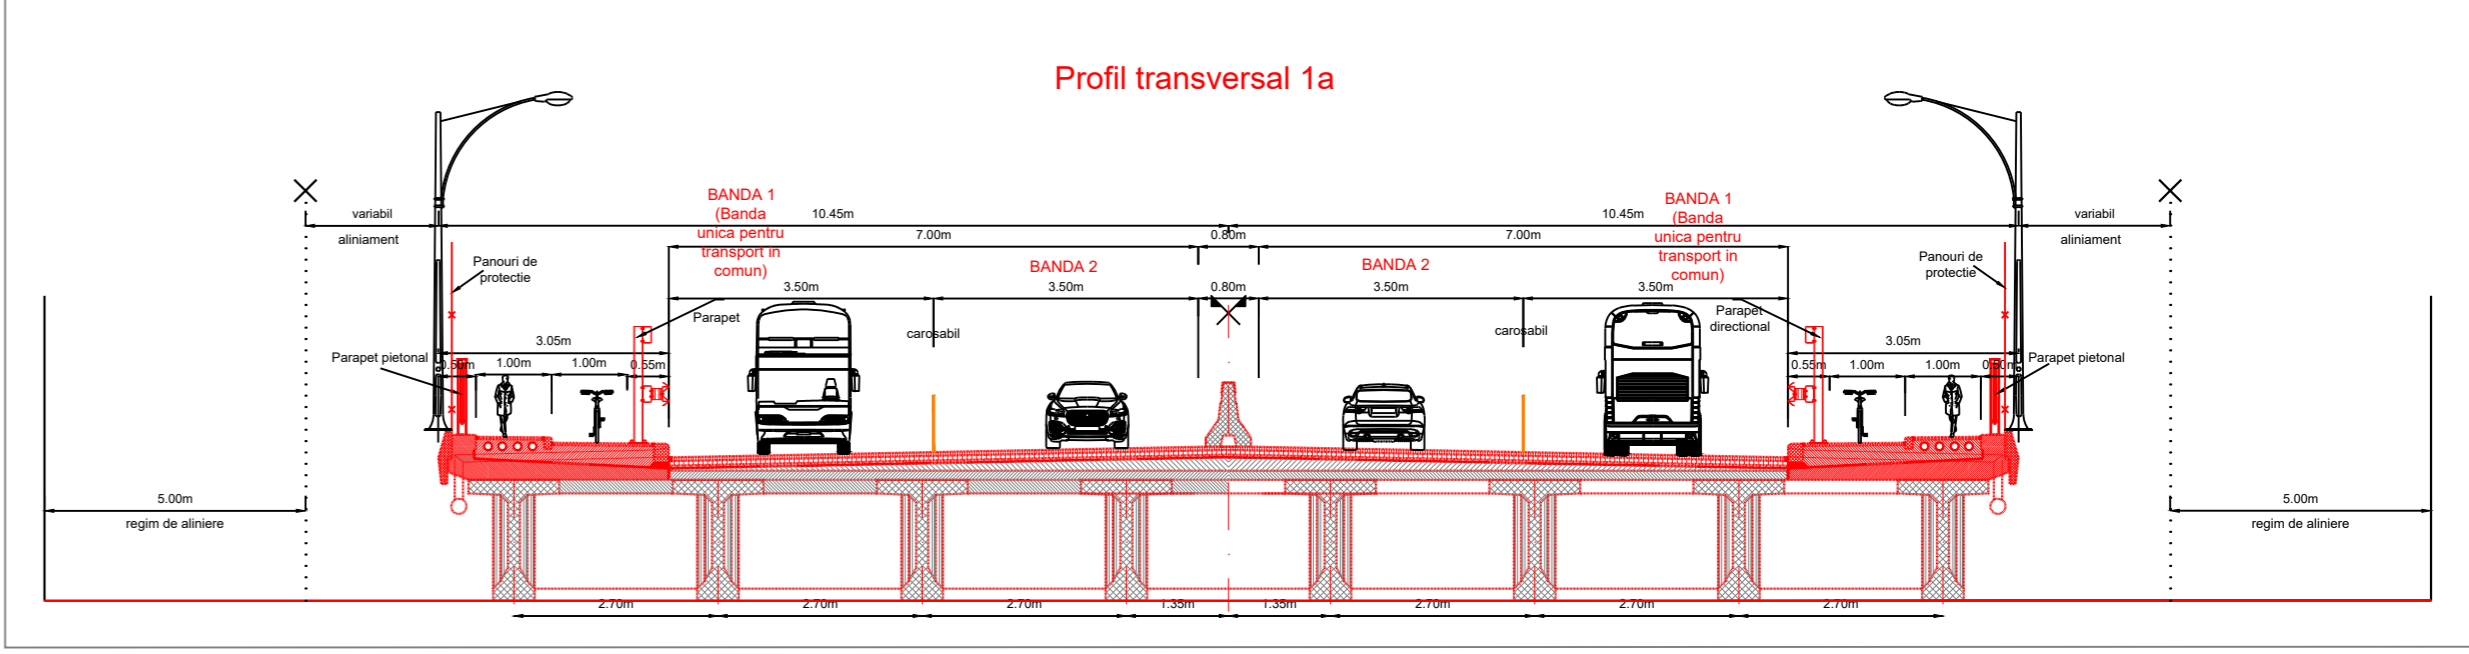 Profil transversal 1a
BANDA 1
(Banda
unica pentru
transport in
comun)
BANDA 1
(Banda
unica pentru
transport in
comun)
variabil
10.45m
10.45m
variabil
aliniament
7.00m
0.80m
7.00m
aliniament
Panouri de
protectie
BANDA 2
BANDA 2
Panouri de
protectie
3.50m
3.50m
0.80m
3.50m
3.50m
Parapet
carosabil
carosabil
Parapet
directional
3.05m
3.05m
Parapet pietonal
0.50m
1.00m
1.00m
0.55m
0.55m
1.00m
1.00m
0.50m
Parapet pietonal
5.00m
regim de aliniere
5.00m
regim de aliniere
2.70m
2.70m
2.70m
1.35m
1.35m
2.70m
2.70m
2.70m